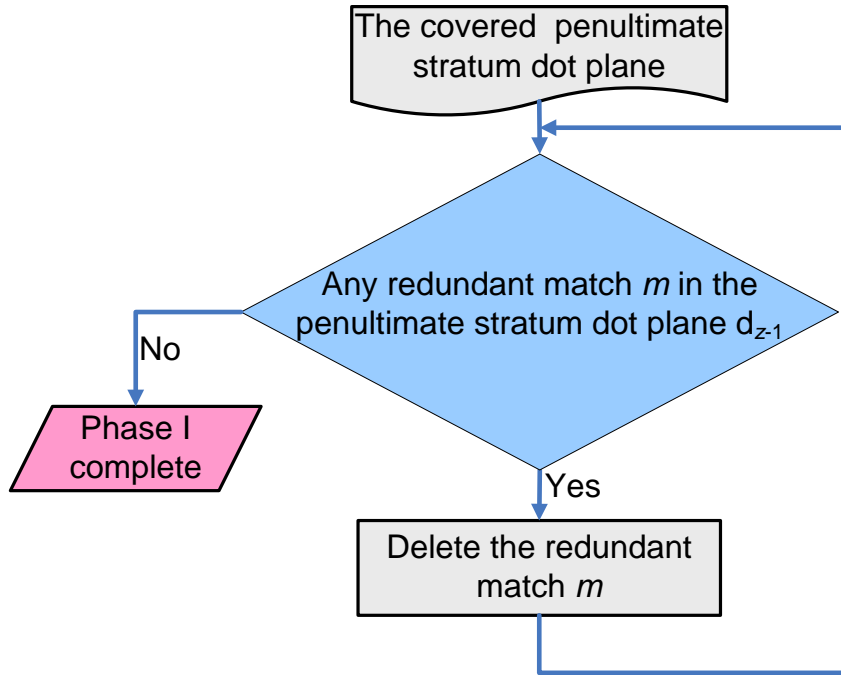 The covered penultimate
stratum dot plane
Any redundant match m in the
penultimate stratum dot plane dz-1
No
Phase I
complete
Yes
Delete the redundant
match m